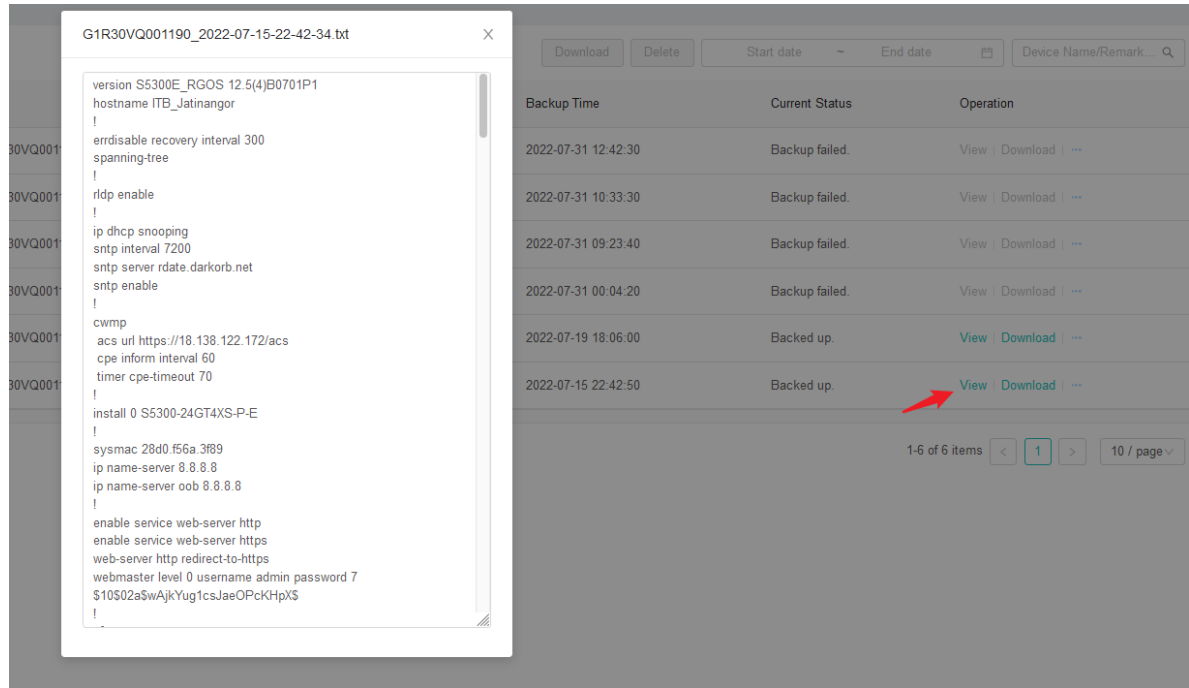 G1R30VQ001190_2022-07-15-22-42-34.txt
version S5300E_RGOS 12.5(4)B0701P1
hostname ITB_Jatinangor
!
errdisable recovery interval 300
spanning-tree
!
rldp enable
!
ip dhcp snooping
sntp interval 7200
sntp server rdate.darkorb.net
sntp enable
!
cwmp
acs url https://18.138.122.172/acs
cpe inform interval 60
timer cpe-timeout 70
!
install 0 S5300-24GT4XS-P-E
!
sysmac 28d0.f56a.3f89
ip name-server 8.8.8.8
ip name-server oob 8.8.8.8
!
enable service web-server http
enable service web-server https
web-server http redirect-to-https
webmaster level 0 username admin password 7
$10$02a$wAjkYug1csJaeOPcKHpX$
!
Download Delete Start date ~ End date Device Name/Remark...
Backup Time Current Status Operation
30VQ001 2022-07-31 12:42:30 Backup failed. View Download ···
30VQ001 2022-07-31 10:33:30 Backup failed. View Download ···
30VQ001 2022-07-31 09:23:40 Backup failed. View Download ···
30VQ001 2022-07-31 00:04:20 Backup failed. View Download ···
30VQ001 2022-07-19 18:06:00 Backed up. View Download ···
30VQ001 2022-07-15 22:42:50 Backed up. View Download ···
1-6 of 6 items < 1 > 10 / page